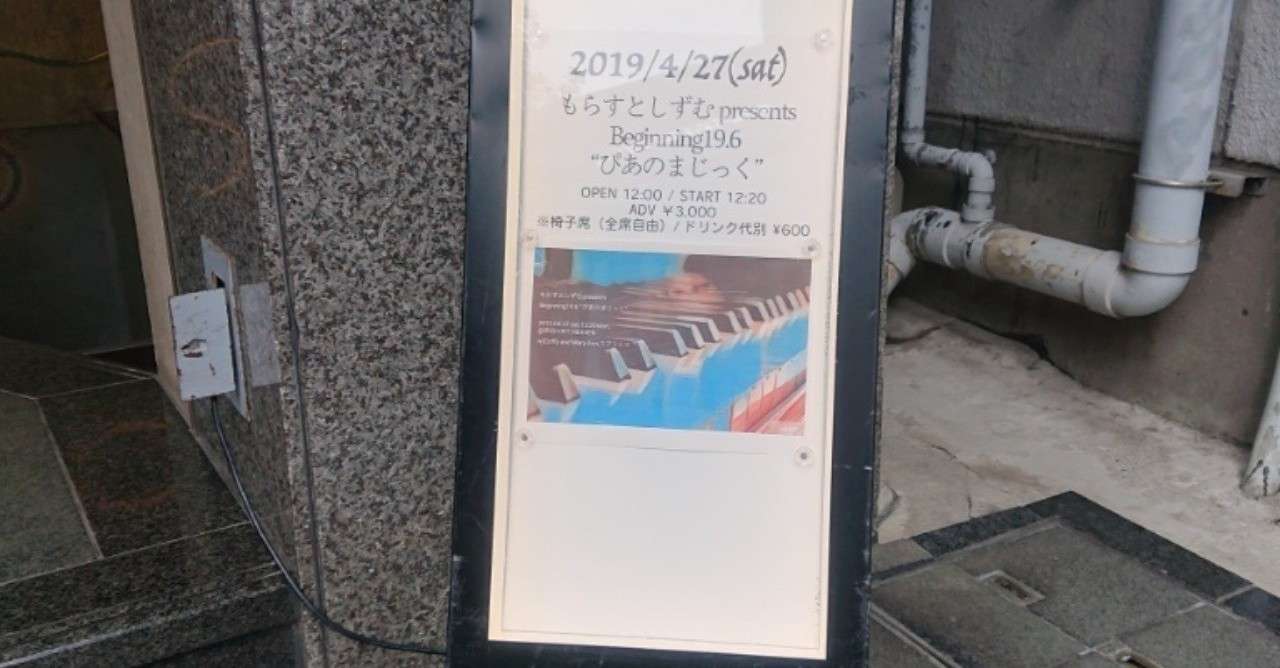 2019/4/27(sat)
もらすとしずむ presents
Beginning19.6
“ぴあのまじっく”
OPEN 12:00 / START 12:20
ADV ¥3,000
※椅子席（全席自由）/ ドリンク代別 ¥600